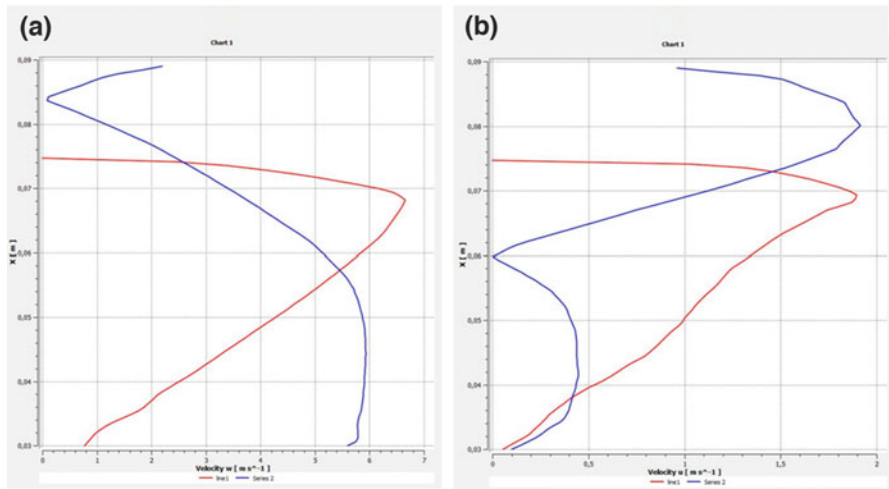 (a)
Chart 1
0,09
0,08
0,07
0,06
0,05
0,04
0,03
X [ m ]
0 1 2 3 4 5 6 7
Velocity w [ m s^-1 ]
line1 Series 2
(b)
Chart 1
0,09
0,08
0,07
0,06
0,05
0,04
0,03
X [ m ]
0 0,5 1 1,5 2
Velocity u [ m s^-1 ]
line1 Series 2